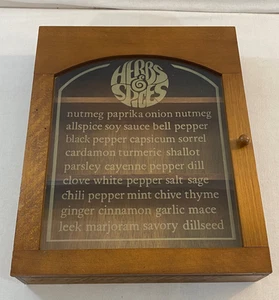 HERBS
&
SPICES
nutmeg paprika onion nutmeg
allspice soy sauce bell pepper
black pepper capsicum sorrel
cardamon turmeric shallot
parsley cayenne pepper dill
clove white pepper salt sage
chili pepper mint chive thyme
ginger cinnamon garlic mace
leek marjoram savory dillseed